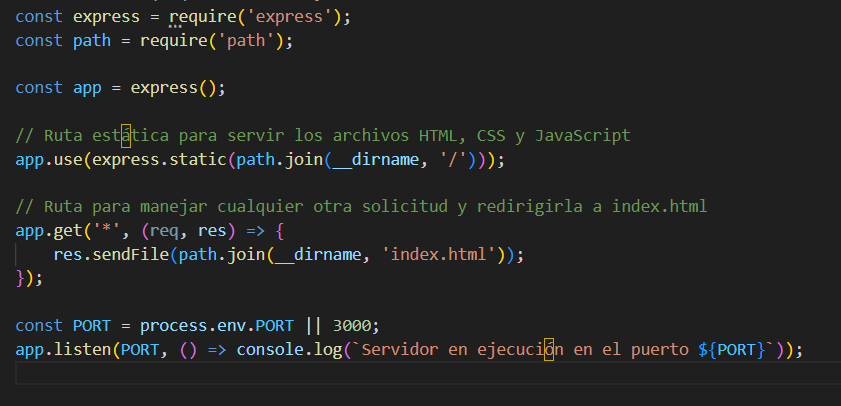 const express = require('express');
const path = require('path');
const app = express();
// Ruta estática para servir los archivos HTML, CSS y JavaScript
app.use(express.static(path.join(__dirname, '/')));
// Ruta para manejar cualquier otra solicitud y redirigirla a index.html
app.get('*', (req, res) => {
    res.sendFile(path.join(__dirname, 'index.html'));
});
const PORT = process.env.PORT || 3000;
app.listen(PORT, () => console.log(`Servidor en ejecución en el puerto ${PORT}`));